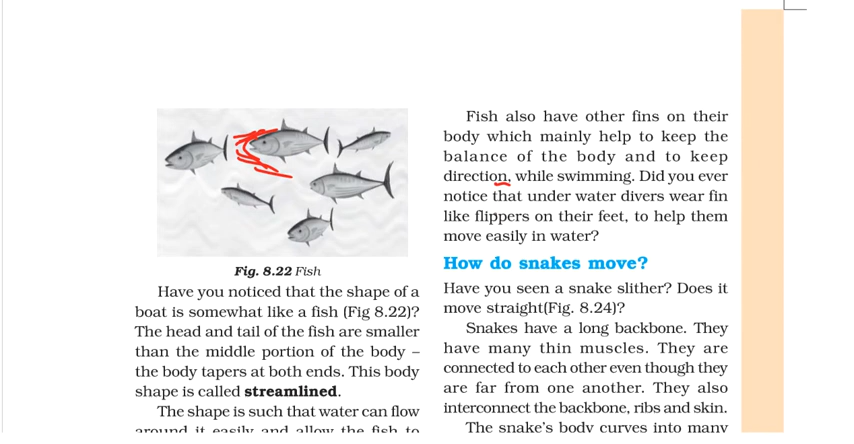 Fig. 8.22 Fish
Have you noticed that the shape of a
boat is somewhat like a fish (Fig 8.22)?
The head and tail of the fish are smaller
than the middle portion of the body –
the body tapers at both ends. This body
shape is called streamlined.
The shape is such that water can flow
around it easily and allow the fish to
Fish also have other fins on their
body which mainly help to keep the
balance of the body and to keep
direction, while swimming. Did you ever
notice that under water divers wear fin
like flippers on their feet, to help them
move easily in water?
How do snakes move?
Have you seen a snake slither? Does it
move straight(Fig. 8.24)?
Snakes have a long backbone. They
have many thin muscles. They are
connected to each other even though they
are far from one another. They also
interconnect the backbone, ribs and skin.
The snake's body curves into many